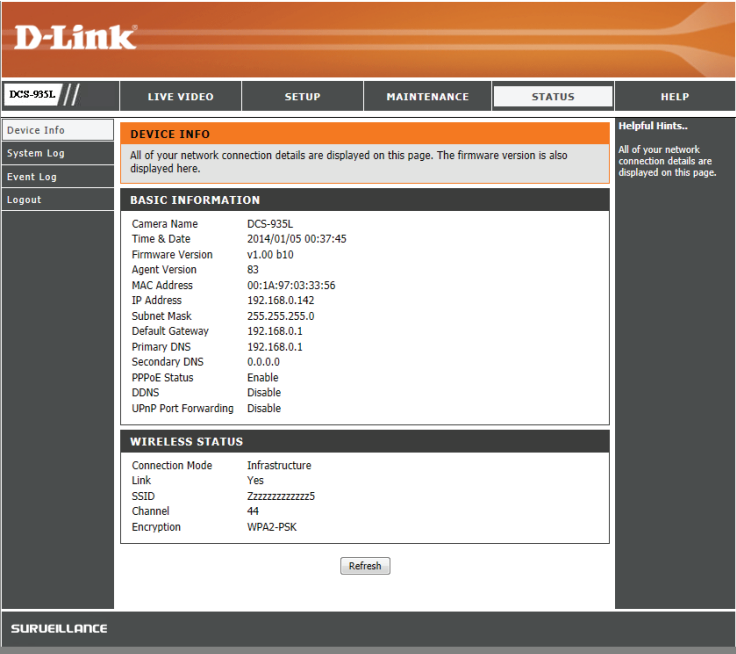 D-Link
DCS-935L
LIVE VIDEO
SETUP
MAINTENANCE
STATUS
HELP
Device Info
System Log
Event Log
Logout
DEVICE INFO
All of your network connection details are displayed on this page. The firmware version is also
displayed here.
BASIC INFORMATION
Camera Name DCS-935L
Time & Date 2014/01/05 00:37:45
Firmware Version v1.00 b10
Agent Version 83
MAC Address 00:1A:97:03:33:56
IP Address 192.168.0.142
Subnet Mask 255.255.255.0
Default Gateway 192.168.0.1
Primary DNS 192.168.0.1
Secondary DNS 0.0.0.0
PPPoE Status Enable
DDNS Disable
UPnP Port Forwarding Disable
WIRELESS STATUS
Connection Mode Infrastructure
Link Yes
SSID Zzzzzzzzzzzzz5
Channel 44
Encryption WPA2-PSK
Refresh
Helpful Hints..
All of your network
connection details are
displayed on this page.
SURVEILLANCE